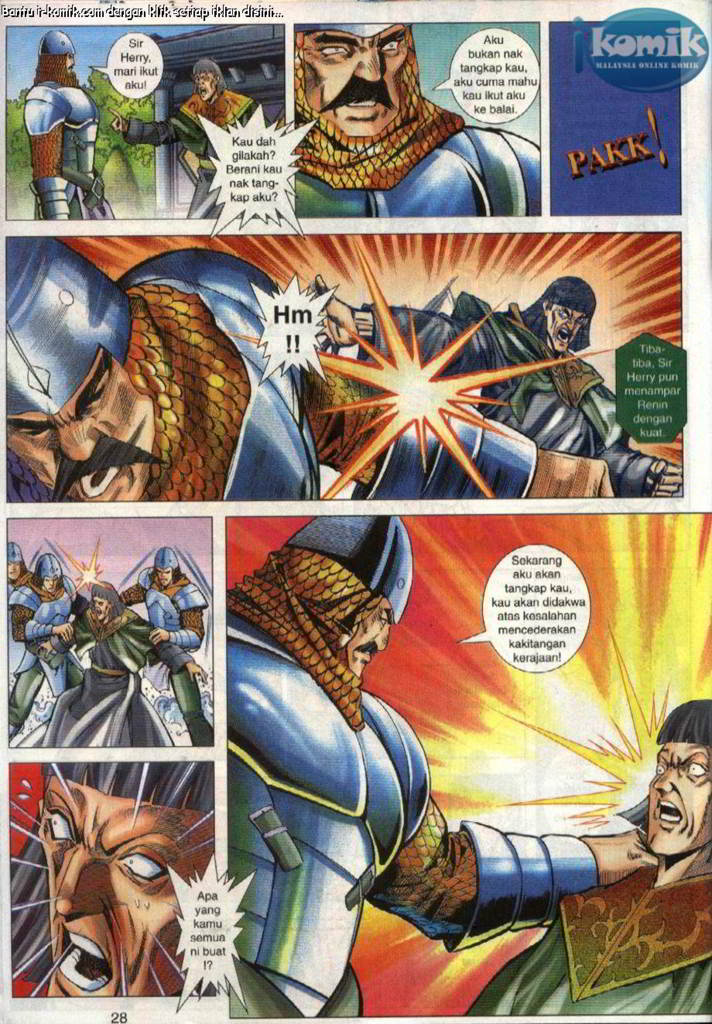 Bantu i-komik.com dengan klik setiap iklan disini...
ikomik
MALAYSIA ONLINE KOMIK
Sir
Herry,
mari ikut
aku!
Kau dah
gilakah?
Berani kau
nak tang-
kap aku?
Aku
bukan nak
tangkap kau,
aku cuma mahu
kau ikut aku
ke balai.
PAKK!
Hm
!!
Tiba-
tiba, Sir
Herry pun
menampar
Renin
dengan
kuat.
Apa
yang
kamu
semua
ni buat
!?
Sekarang
aku akan
tangkap kau,
kau akan didakwa
atas kesalahan
mencederakan
kakitangan
kerajaan!
28